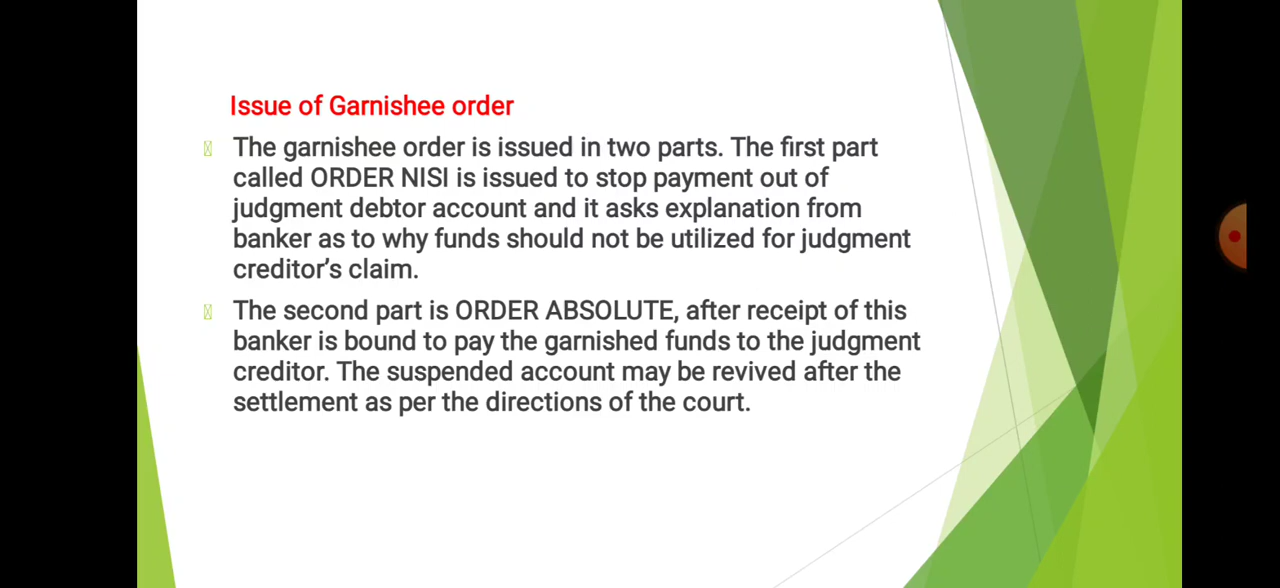 Issue of Garnishee order
The garnishee order is issued in two parts. The first part
called ORDER NISI is issued to stop payment out of
judgment debtor account and it asks explanation from
banker as to why funds should not be utilized for judgment
creditor’s claim.
The second part is ORDER ABSOLUTE, after receipt of this
banker is bound to pay the garnished funds to the judgment
creditor. The suspended account may be revived after the
settlement as per the directions of the court.